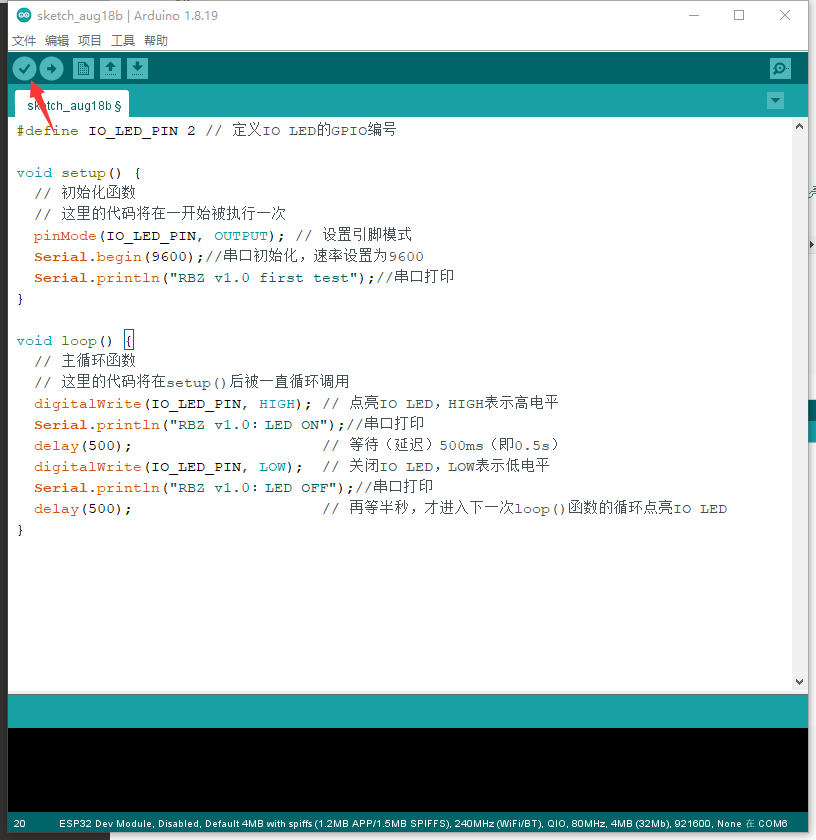 sketch_aug18b | Arduino 1.8.19
文件 编辑 项目 工具 帮助
sketch_aug18b §
#define IO_LED_PIN 2 // 定义IO LED的GPIO编号
void setup() {
// 初始化函数
// 这里的代码将在一开始被执行一次
pinMode(IO_LED_PIN, OUTPUT); // 设置引脚模式
Serial.begin(9600);//串口初始化，速率设置为9600
Serial.println("RBZ v1.0 first test");//串口打印
}
void loop() {
// 主循环函数
// 这里的代码将在setup()后被一直循环调用
digitalWrite(IO_LED_PIN, HIGH); // 点亮IO LED，HIGH表示高电平
Serial.println("RBZ v1.0：LED ON");//串口打印
delay(500); // 等待（延迟）500ms（即0.5s）
digitalWrite(IO_LED_PIN, LOW); // 关闭IO LED，LOW表示低电平
Serial.println("RBZ v1.0：LED OFF");//串口打印
delay(500); // 再等半秒，才进入下一次loop()函数的循环点亮IO LED
}
20 ESP32 Dev Module, Disabled, Default 4MB with spiffs (1.2MB APP/1.5MB SPIFFS), 240MHz (WiFi/BT), QIO, 80MHz, 4MB (32Mb), 921600, None 在 COM6